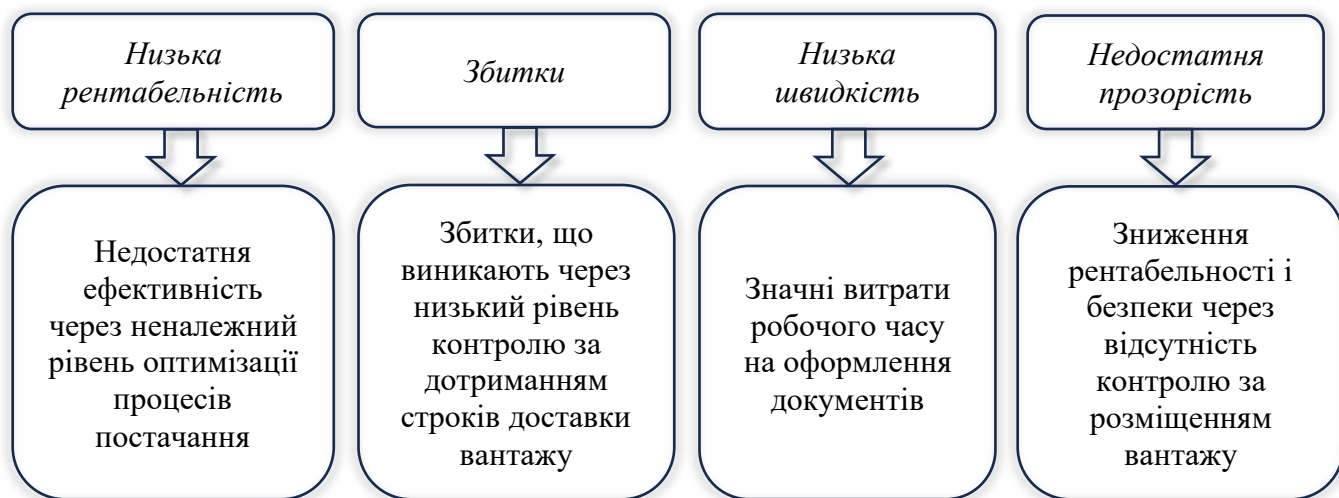 Низька
рентабельність
Збитки
Низька
швидкість
Недостатня
прозорість
Недостатня
ефективність
через неналежний
рівень оптимізації
процесів
постачання
Збитки, що
виникають через
низький рівень
контролю за
дотриманням
строків доставки
вантажу
Значні витрати
робочого часу
на оформлення
документів
Зниження
рентабельності і
безпеки через
відсутність
контролю за
розміщенням
вантажу